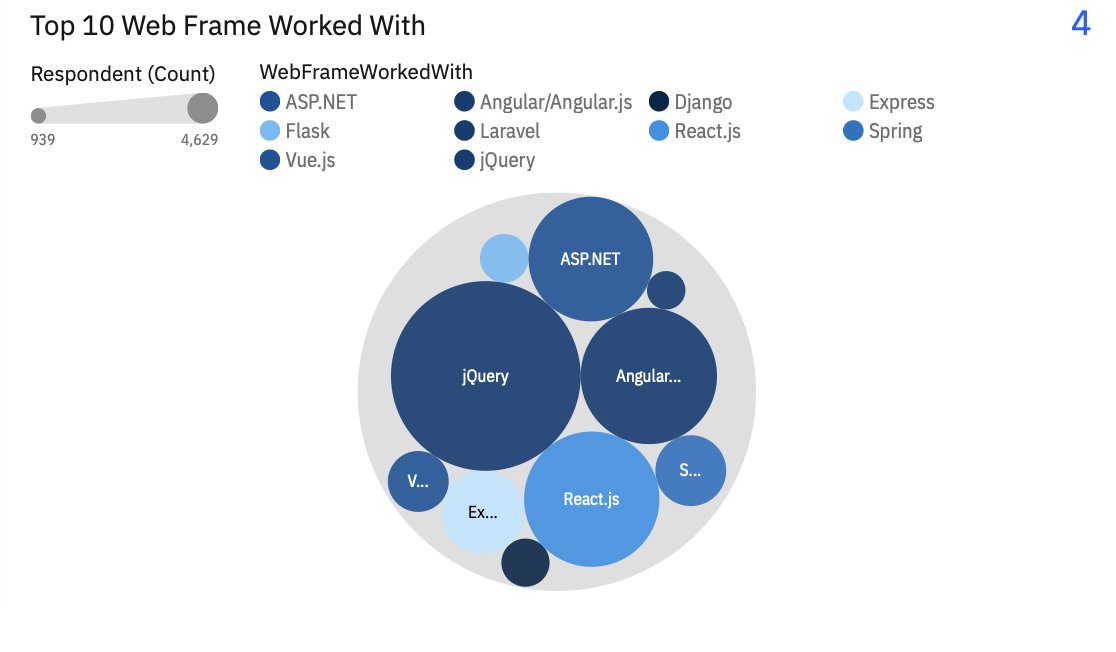 Top 10 Web Frame Worked With
4
Respondent (Count)
939
4,629
WebFrameWorkedWith
ASP.NET
Angular/Angular.js
Django
Express
Flask
Laravel
React.js
Spring
Vue.js
jQuery
ASP.NET
jQuery
Angular...
V...
Ex...
React.js
S...